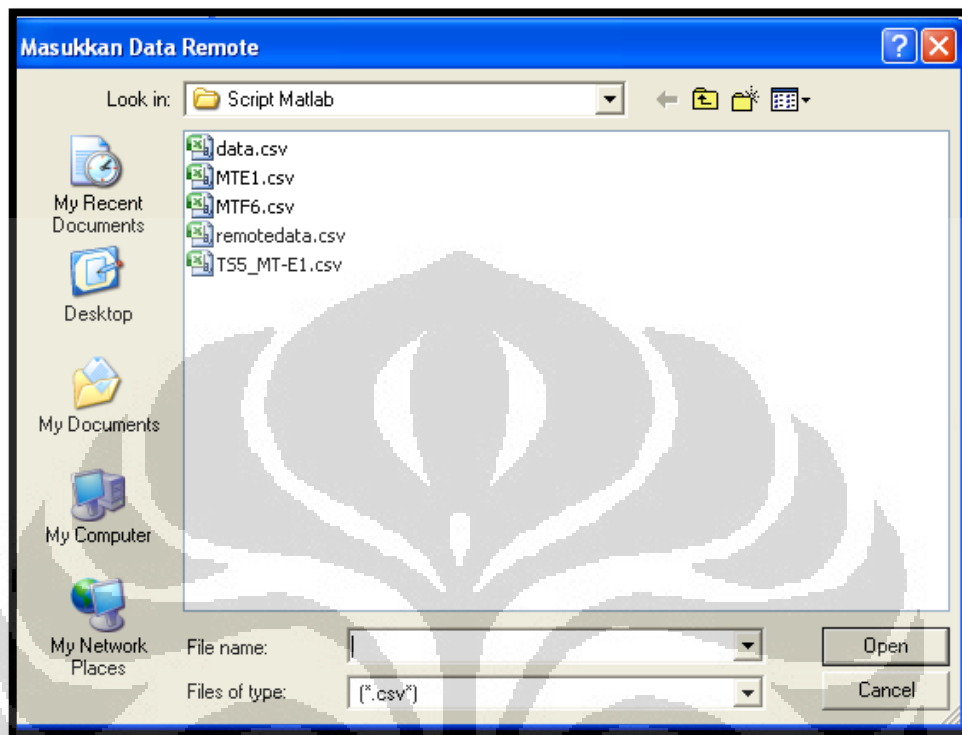 Masukkan Data Remote
Look in:
Script Matlab
data.csv
MTE1.csv
MTF6.csv
remotedata.csv
TS5_MT-E1.csv
My Recent
Documents
Desktop
My Documents
My Computer
My Network
Places
File name:
Open
Files of type:
(*.csv*)
Cancel